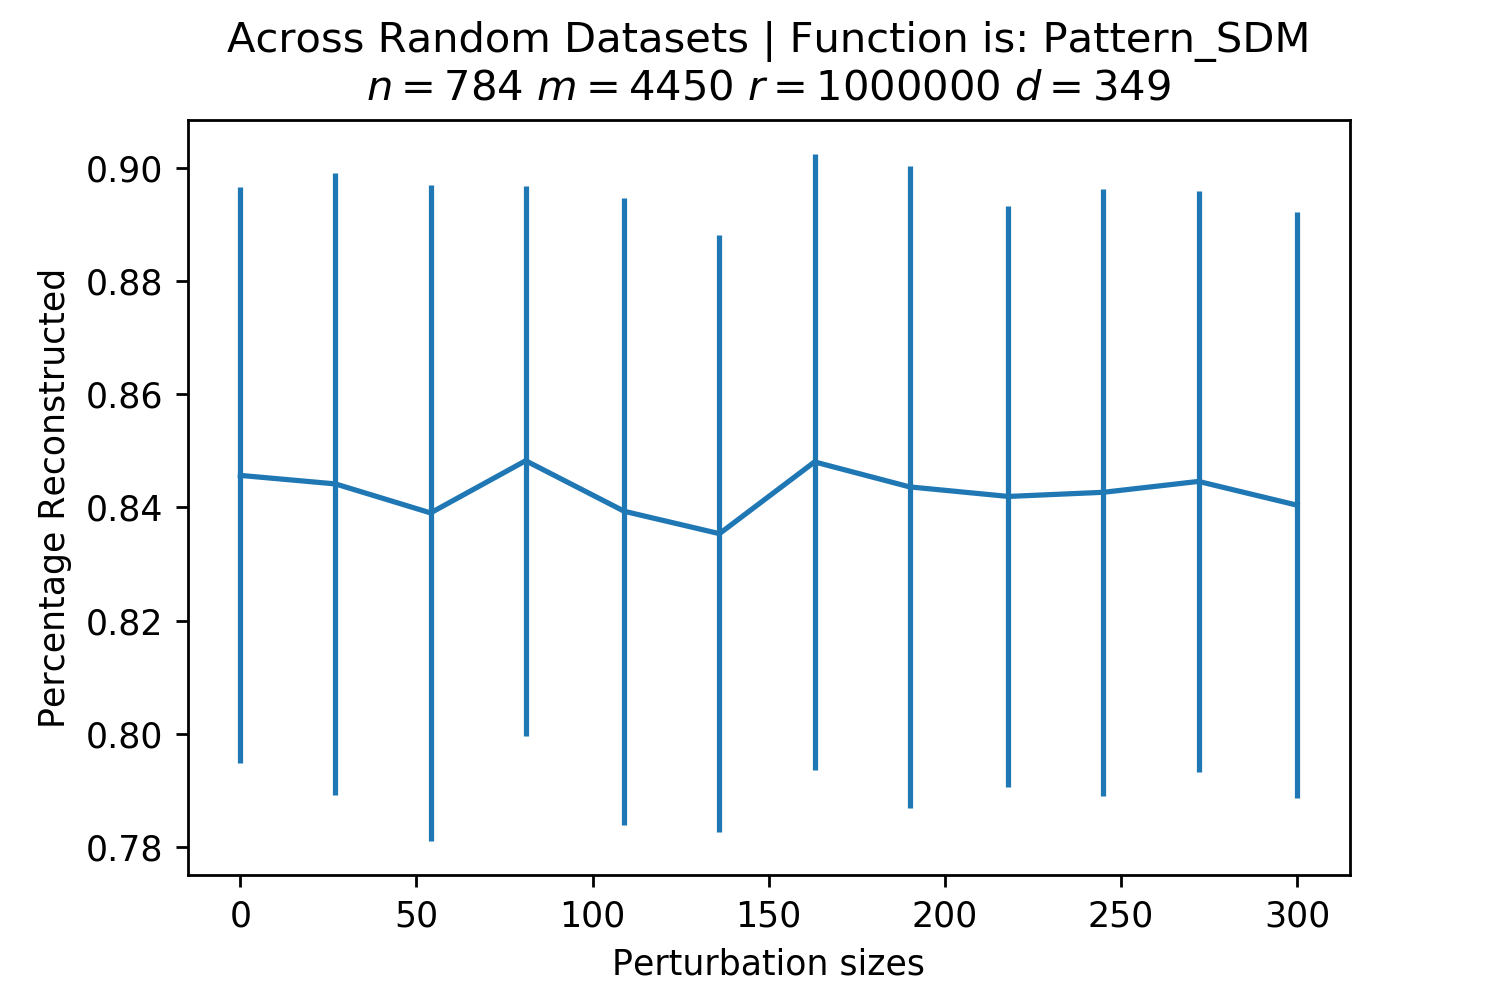 Across Random Datasets | Function is: Pattern_SDM
n = 784 m = 4450 r = 1000000 d = 349
Percentage Reconstructed
0.90
0.88
0.86
0.84
0.82
0.80
0.78
0 50 100 150 200 250 300
Perturbation sizes